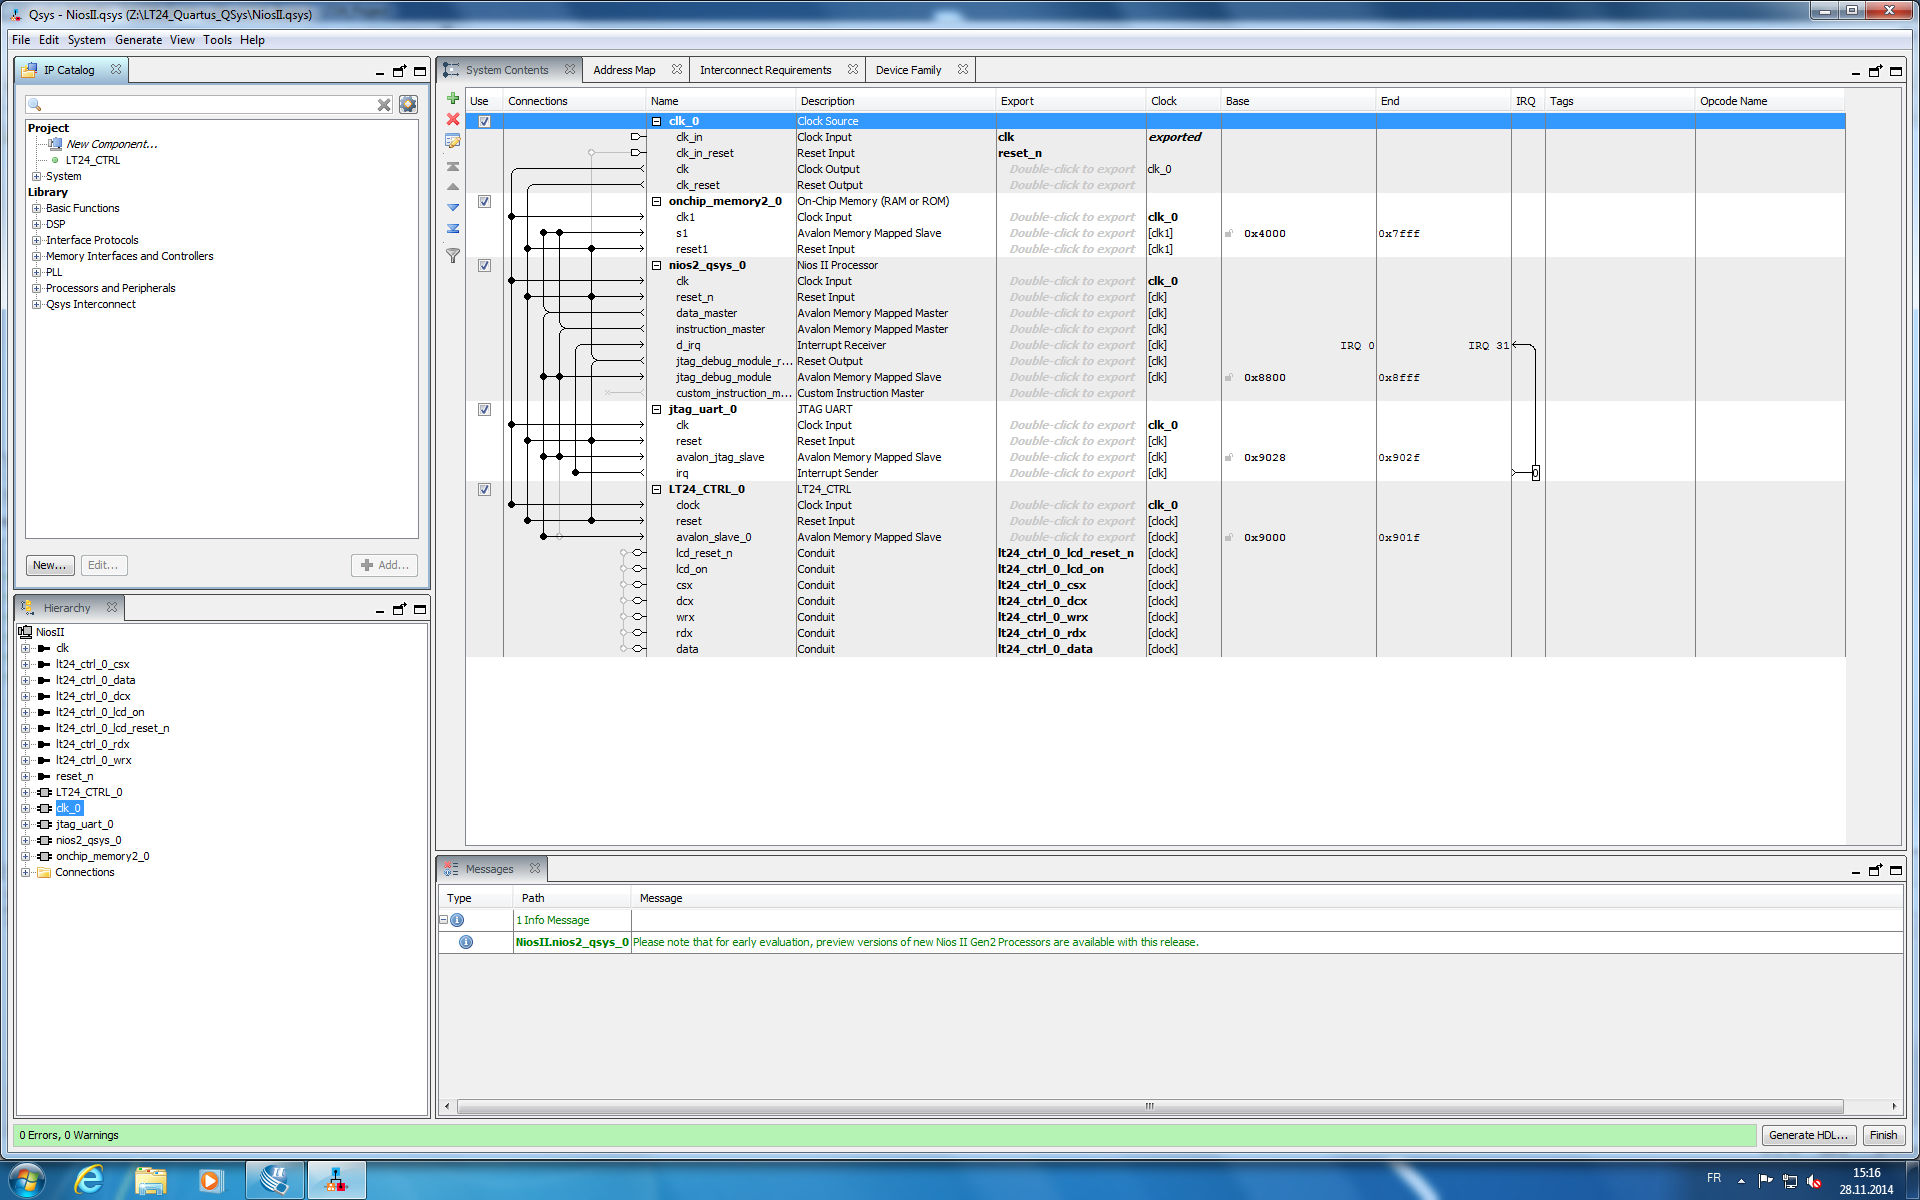 Qsys - NiosII.qsys (Z:\LT24_Quartus_QSys\NiosII.qsys)
File Edit System Generate View Tools Help
IP Catalog
Project
New Component...
LT24_CTRL
System
Library
Basic Functions
DSP
Interface Protocols
Memory Interfaces and Controllers
PLL
Processors and Peripherals
Qsys Interconnect
New... Edit... Add...
Hierarchy
NiosII
clk
lt24_ctrl_0_csx
lt24_ctrl_0_data
lt24_ctrl_0_dcx
lt24_ctrl_0_lcd_on
lt24_ctrl_0_lcd_reset_n
lt24_ctrl_0_rdx
lt24_ctrl_0_wrx
reset_n
LT24_CTRL_0
clk_0
jtag_uart_0
nios2_qsys_0
onchip_memory2_0
Connections
System Contents Address Map Interconnect Requirements Device Family
Use Connections Name Description Export Clock Base End IRQ Tags Opcode Name
clk_0 Clock Source
clk_in Clock Input clk exported
clk_in_reset Reset Input reset_n
clk Clock Output Double-click to export clk_0
clk_reset Reset Output Double-click to export
onchip_memory2_0 On-Chip Memory (RAM or ROM)
clk1 Clock Input Double-click to export clk_0
s1 Avalon Memory Mapped Slave Double-click to export [clk1] 0x4000 0x7fff
reset1 Reset Input Double-click to export [clk1]
nios2_qsys_0 Nios II Processor
clk Clock Input Double-click to export clk_0
reset_n Reset Input Double-click to export [clk]
data_master Avalon Memory Mapped Master Double-click to export [clk]
instruction_master Avalon Memory Mapped Master Double-click to export [clk]
d_irq Interrupt Receiver Double-click to export [clk] IRQ 0 IRQ 31
jtag_debug_module_r... Reset Output Double-click to export [clk]
jtag_debug_module Avalon Memory Mapped Slave Double-click to export [clk] 0x8800 0x8fff
custom_instruction_m... Custom Instruction Master Double-click to export
jtag_uart_0 JTAG UART
clk Clock Input Double-click to export clk_0
reset Reset Input Double-click to export [clk]
avalon_jtag_slave Avalon Memory Mapped Slave Double-click to export [clk] 0x9028 0x902f
irq Interrupt Sender Double-click to export [clk] 0
LT24_CTRL_0 LT24_CTRL
clock Clock Input Double-click to export clk_0
reset Reset Input Double-click to export [clock]
avalon_slave_0 Avalon Memory Mapped Slave Double-click to export [clock] 0x9000 0x901f
lcd_reset_n Conduit lt24_ctrl_0_lcd_reset_n [clock]
lcd_on Conduit lt24_ctrl_0_lcd_on [clock]
csx Conduit lt24_ctrl_0_csx [clock]
dcx Conduit lt24_ctrl_0_dcx [clock]
wrx Conduit lt24_ctrl_0_wrx [clock]
rdx Conduit lt24_ctrl_0_rdx [clock]
data Conduit lt24_ctrl_0_data [clock]
Messages
Type Path Message
1 Info Message
NiosII.nios2_qsys_0 Please note that for early evaluation, preview versions of new Nios II Gen2 Processors are available with this release.
0 Errors, 0 Warnings
Generate HDL... Finish
FR 15:16
28.11.2014